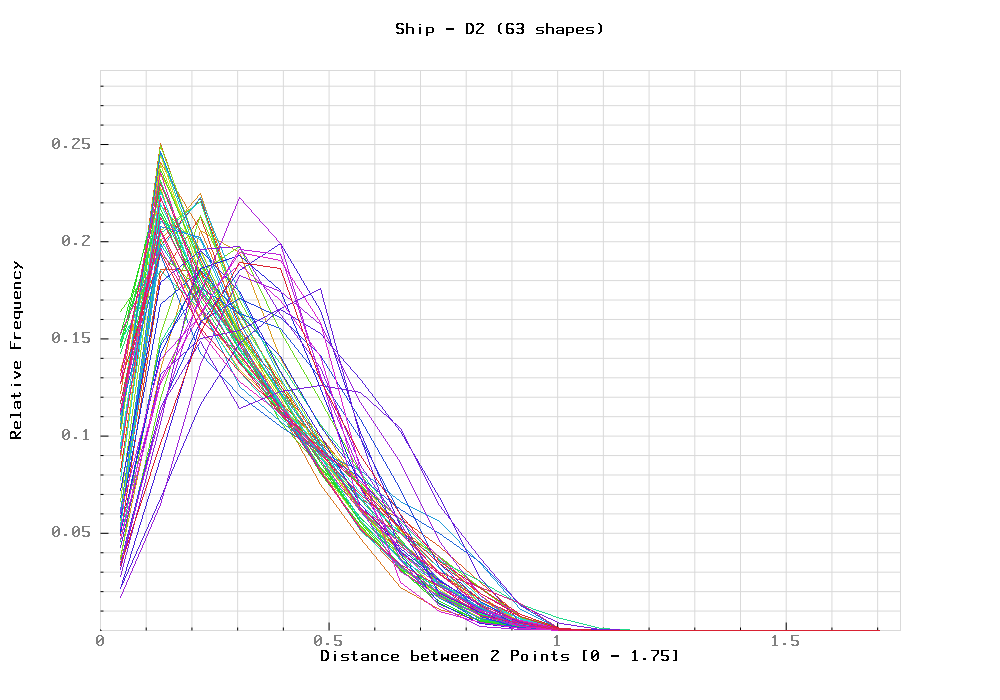 Ship - D2 (63 shapes)
0.25
0.2
0.15
0.1
0.05
Relative Frequency
0 0.5 1 1.5
Distance between 2 Points [0 - 1.75]